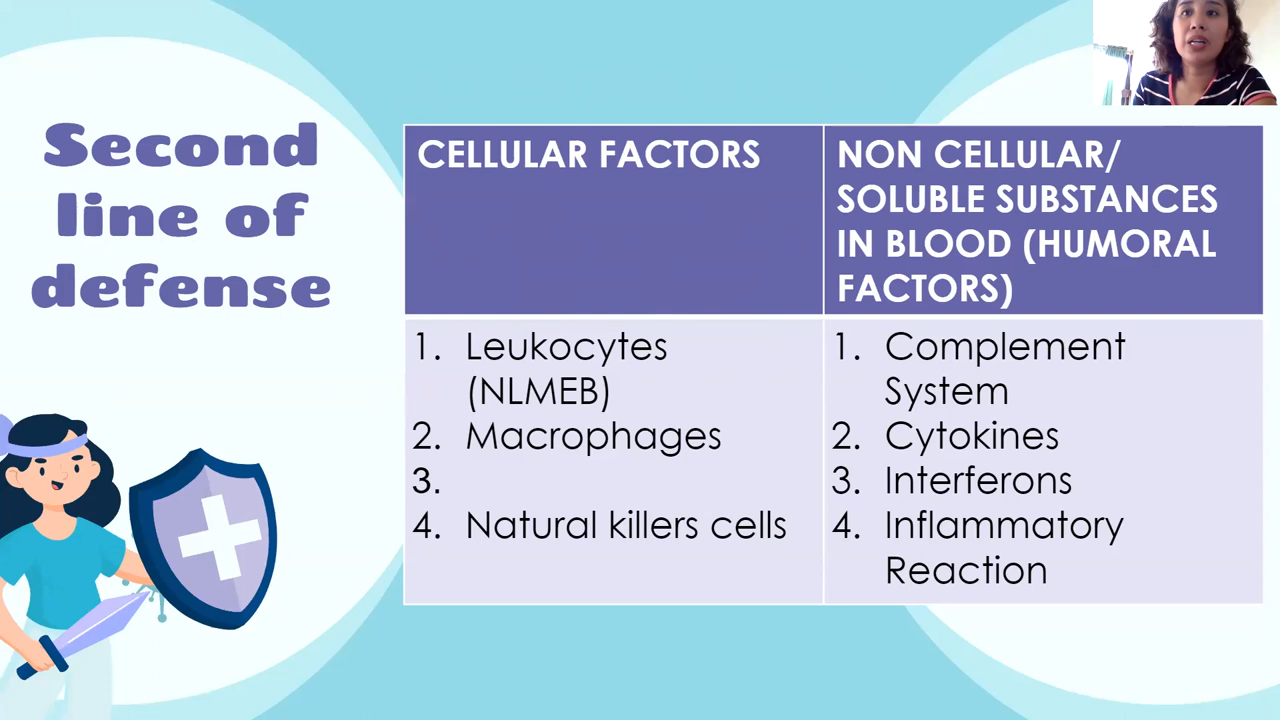 Second
line of
defense
CELLULAR FACTORS
NON CELLULAR/
SOLUBLE SUBSTANCES
IN BLOOD (HUMORAL
FACTORS)
1. Leukocytes
(NLMEB)
2. Macrophages
3.
4. Natural killers cells
1. Complement
System
2. Cytokines
3. Interferons
4. Inflammatory
Reaction